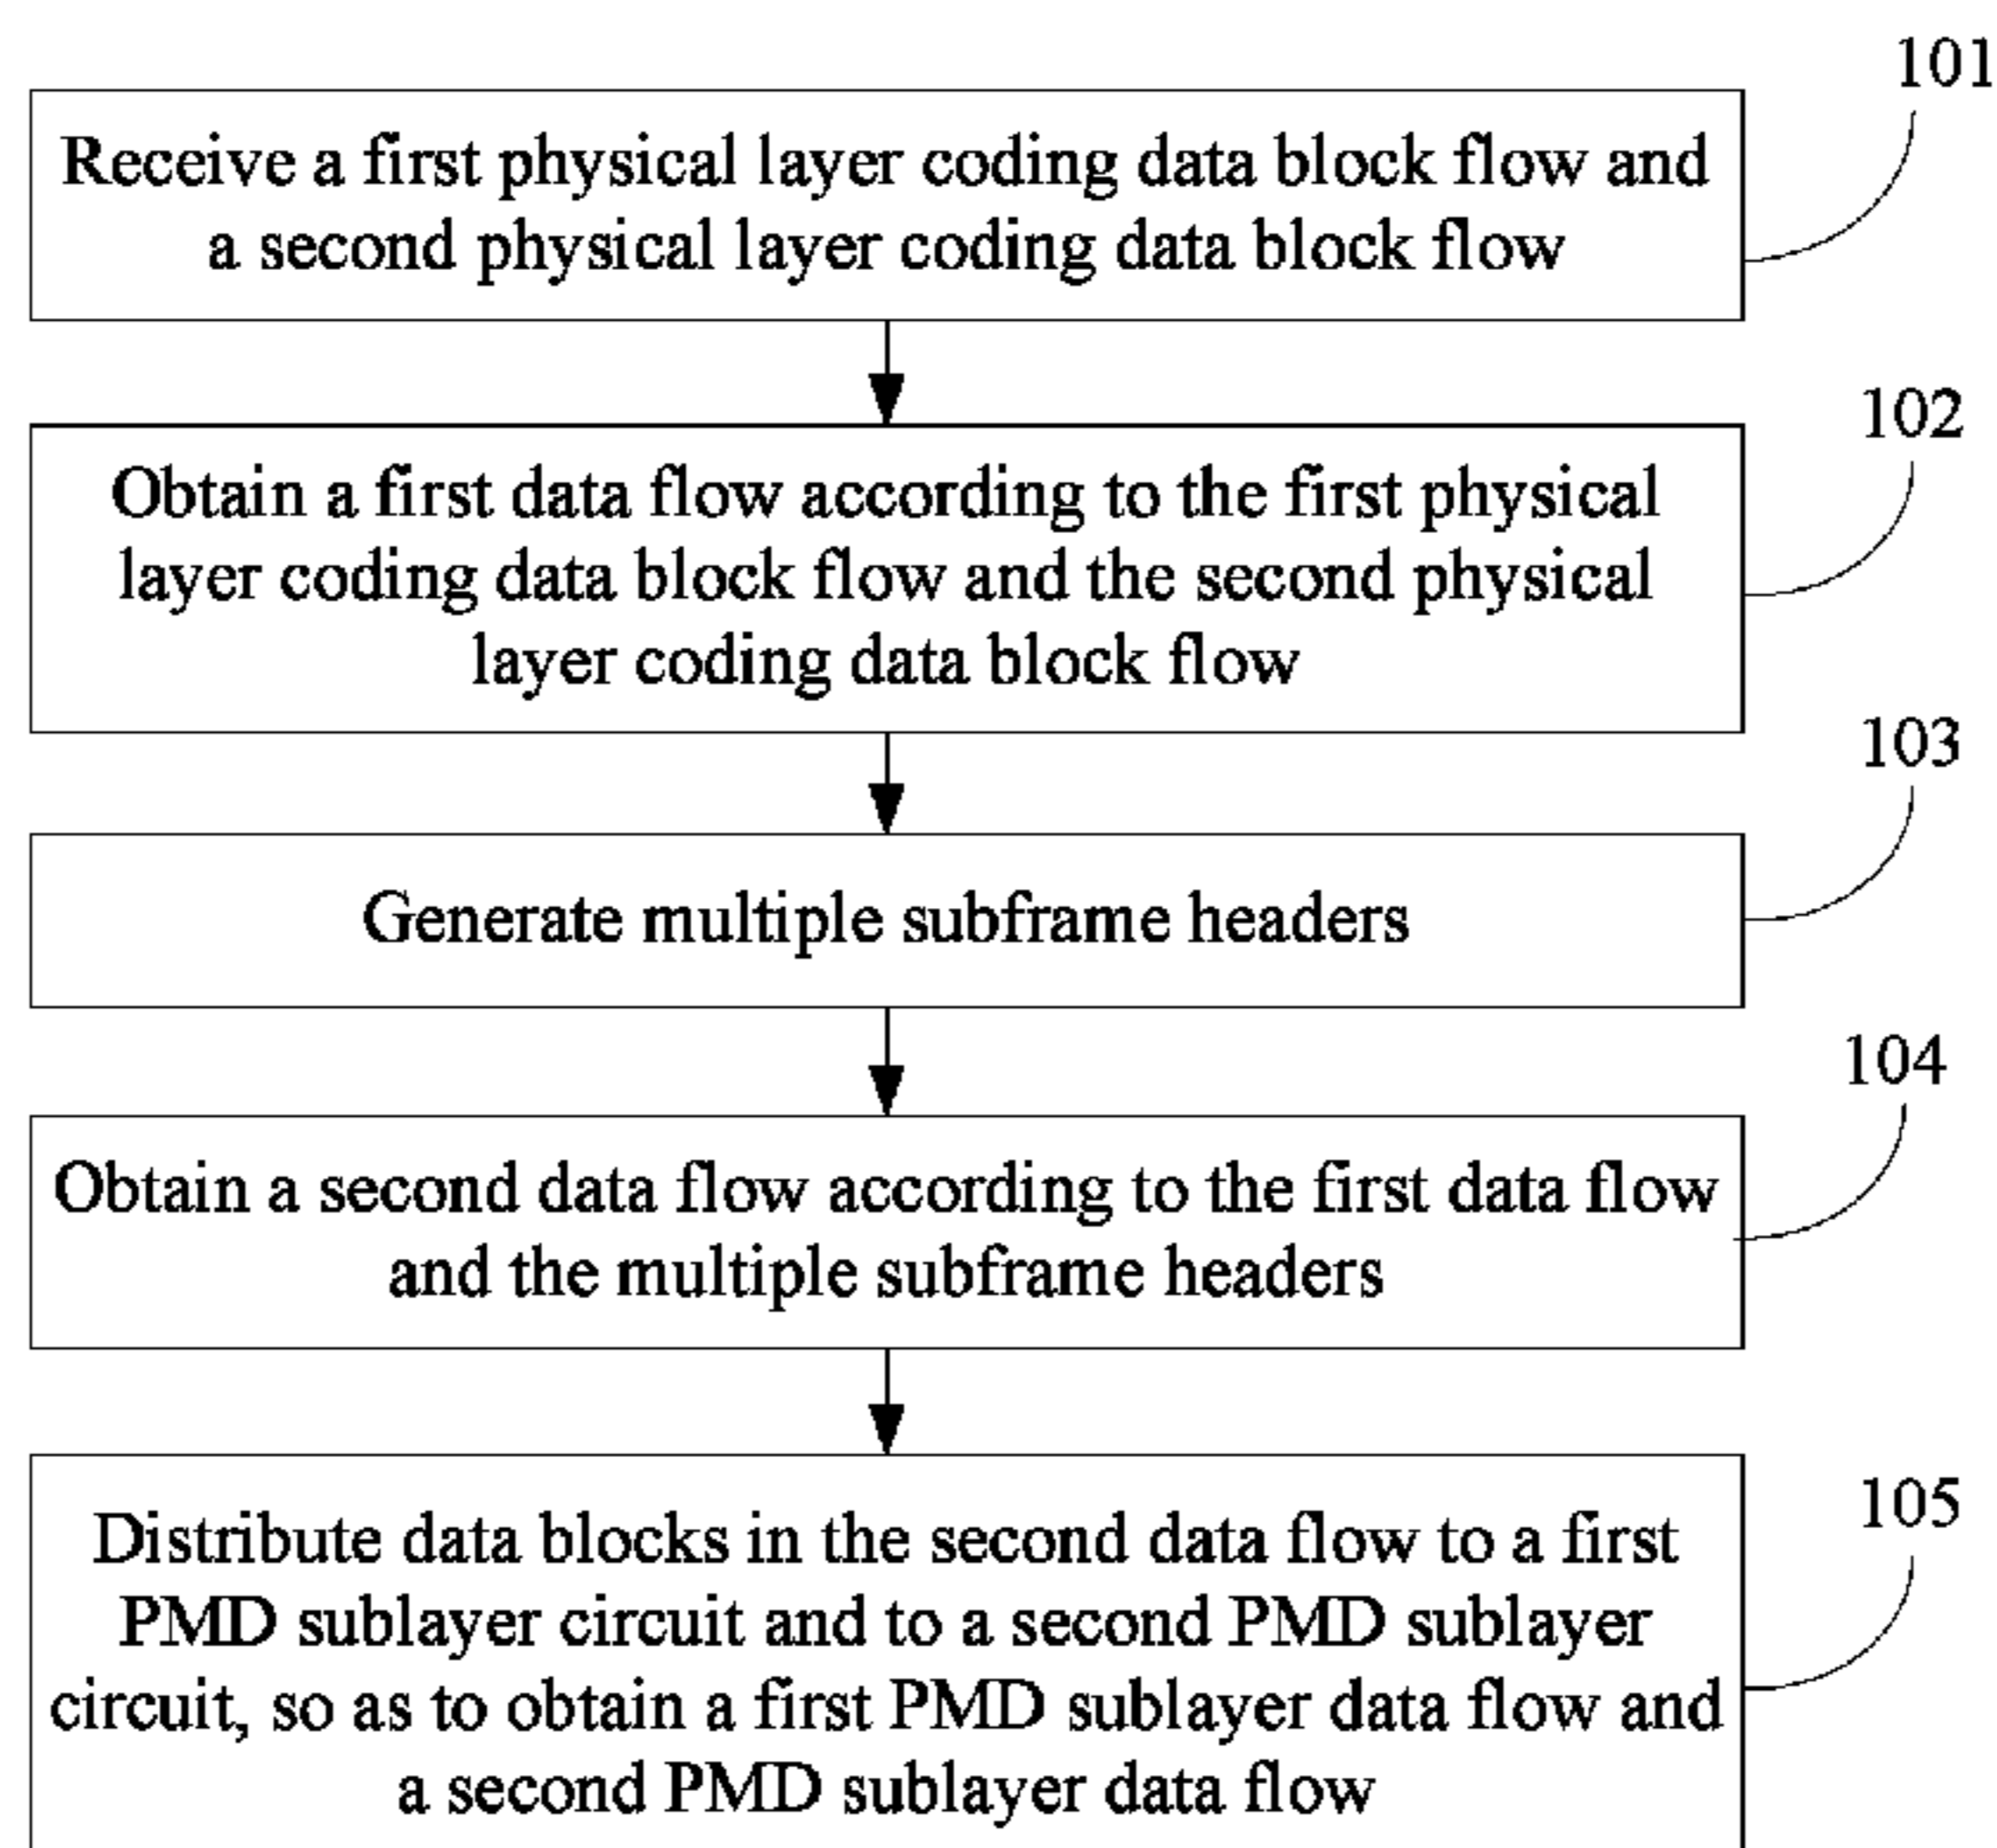 101
Receive a first physical layer coding data block flow and
a second physical layer coding data block flow
102
Obtain a first data flow according to the first physical
layer coding data block flow and the second physical
layer coding data block flow
103
Generate multiple subframe headers
104
Obtain a second data flow according to the first data flow
and the multiple subframe headers
105
Distribute data blocks in the second data flow to a first
PMD sublayer circuit and to a second PMD sublayer
circuit, so as to obtain a first PMD sublayer data flow and
a second PMD sublayer data flow